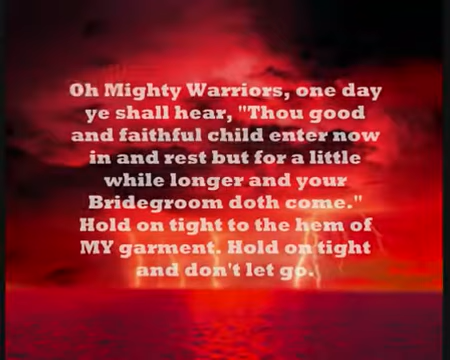 Oh Mighty Warriors, one day
ye shall hear, "Thou good
and faithful child enter now
in and rest but for a little
while longer and your
Bridegroom doth come."
Hold on tight to the hem of
MY garment. Hold on tight
and don't let go.